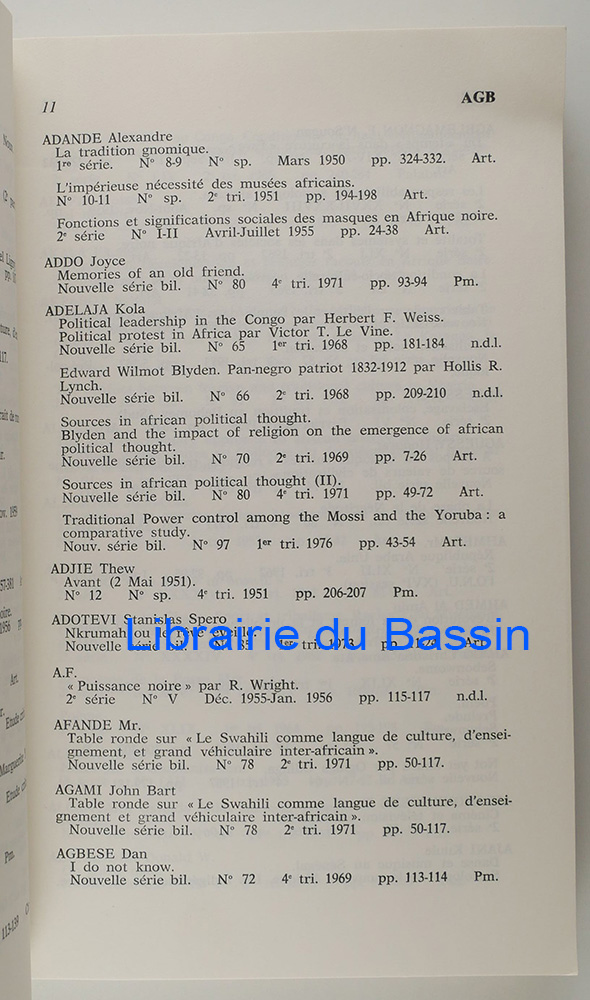 11
AGB
ADANDE Alexandre
La tradition gnomique.
1re série. N° 8-9 N° sp. Mars 1950 pp. 324-332. Art.
L'impérieuse nécessité des musées africains.
N° 10-11 N° sp. 2e tri. 1951 pp. 194-198 Art.
Fonctions et significations sociales des masques en Afrique noire.
2e série N° I-II Avril-Juillet 1955 pp. 24-38 Art.
ADDO Joyce
Memories of an old friend.
Nouvelle série bil. N° 80 4e tri. 1971 pp. 93-94 Pm.
ADELAJA Kola
Political leadership in the Congo par Herbert F. Weiss.
Political protest in Africa par Victor T. Le Vine.
Nouvelle série bil. N° 65 1er tri. 1968 pp. 181-184 n.d.l.
Edward Wilmot Blyden. Pan-negro patriot 1832-1912 par Hollis R.
Lynch.
Nouvelle série bil. N° 66 2e tri. 1968 pp. 209-210 n.d.l.
Sources in african political thought.
Blyden and the impact of religion on the emergence of african
political thought.
Nouvelle série bil. N° 70 2e tri. 1969 pp. 7-26 Art.
Sources in african political thought (II).
Nouvelle série bil. N° 80 4e tri. 1971 pp. 49-72 Art.
Traditional Power control among the Mossi and the Yoruba : a
comparative study.
Nouv. série bil. N° 97 1er tri. 1976 pp. 43-54 Art.
ADJIE Thew
Avant (2 Mai 1951).
N° 12 N° sp. 4e tri. 1951 pp. 206-207 Pm.
ADOTEVI Stanislas Spero
Nkrumah ou le rêve éveillé.
Librairie du Bassin
Nouvelle série bil. N° 85 1er tri. 1973 Art.
A.F.
« Puissance noire » par R. Wright.
2e série N° V Déc. 1955-Jan. 1956 pp. 115-117 n.d.l.
AFANDE Mr.
Table ronde sur « Le Swahili comme langue de culture, d'ensei-
gnement, et grand véhiculaire inter-africain ».
Nouvelle série bil. N° 78 2e tri. 1971 pp. 50-117.
AGAMI John Bart
Table ronde sur « Le Swahili comme langue de culture, d'ensei-
gnement et grand véhiculaire inter-africain ».
Nouvelle série bil. N° 78 2e tri. 1971 pp. 50-117.
AGBESE Dan
I do not know.
Nouvelle série bil. N° 72 4e tri. 1969 pp. 113-114 Pm.